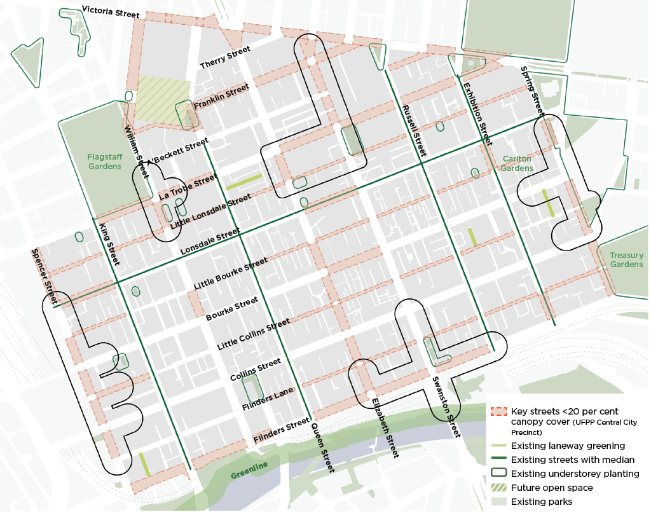 Victoria Street
Therry Street
Franklin Street
Spring Street
Exhibition Street
Russell Street
William Street
A'Beckett Street
Flagstaff
Gardens
Carlton
Gardens
La Trobe Street
Little Lonsdale Street
King Street
Lonsdale Street
Spencer Street
Little Bourke Street
Treasury
Gardens
Bourke Street
Little Collins Street
Collins Street
Flinders Lane
Swanston Street
Elizabeth Street
Flinders Street
Queen Street
Greenline
Key streets <20 per cent
canopy cover (UFPP Central City
Precinct)
Existing laneway greening
Existing streets with median
Existing understorey planting
Future open space
Existing parks